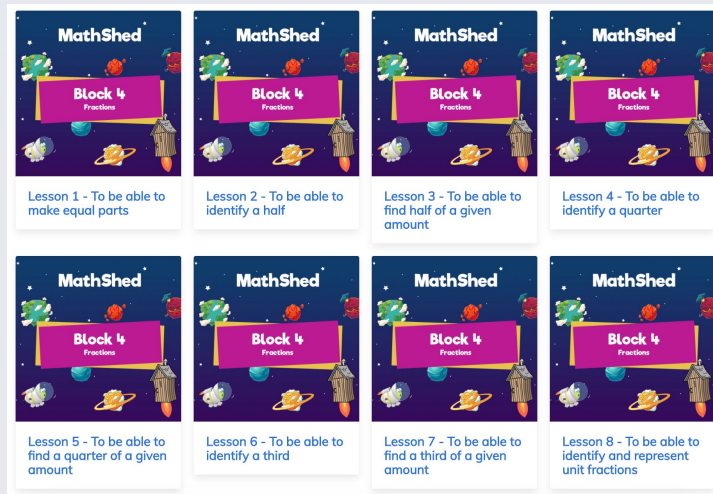 MathShed
Block 4
Fractions
Lesson 1 - To be able to
make equal parts
MathShed
Block 4
Fractions
Lesson 2 - To be able to
identify a half
MathShed
Block 4
Fractions
Lesson 3 - To be able to
find half of a given
amount
MathShed
Block 4
Fractions
Lesson 4 - To be able to
identify a quarter
MathShed
Block 4
Fractions
Lesson 5 - To be able to
find a quarter of a given
amount
MathShed
Block 4
Fractions
Lesson 6 - To be able to
identify a third
MathShed
Block 4
Fractions
Lesson 7 - To be able to
find a third of a given
amount
MathShed
Block 4
Fractions
Lesson 8 - To be able to
identify and represent
unit fractions